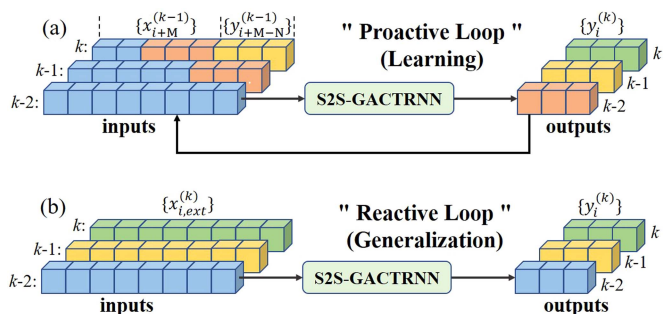 (a)
{x_{i+M}^{(k-1)}} {y_{i+M-N}^{(k-1)}}
k:
k-1:
k-2:
inputs
" Proactive Loop "
(Learning)
S2S-GACTRNN
{y_i^{(k)}}
k
k-1
k-2
outputs
(b)
{x_{i,ext}^{(k)}}
k:
k-1:
k-2:
inputs
" Reactive Loop "
(Generalization)
S2S-GACTRNN
{y_i^{(k)}}
k
k-1
k-2
outputs